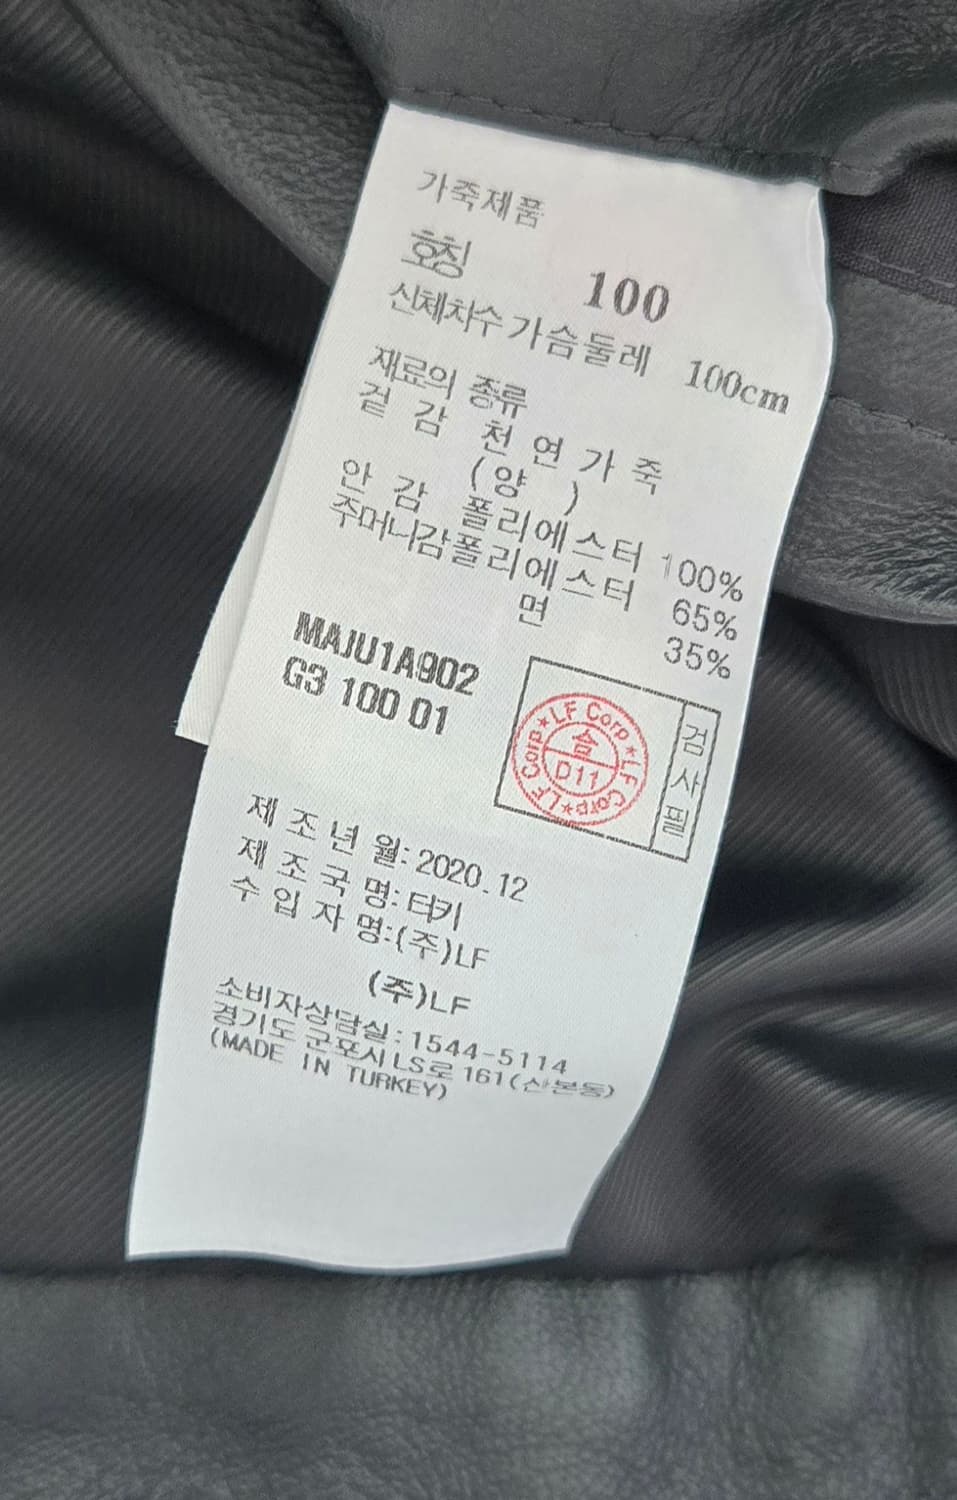 가죽제품
호칭 100
신체치수 가슴둘레 100cm
재료의 종류
겉 감 천 연 가 죽
(양 )
안 감 폴리에스터 100%
주머니감폴리에스터 65%
면 35%
MAJU1A902
G3 100 01
LF Corp★LF Corp★LF Corp★
合
D11
검사필
제 조 년 월: 2020.12
제 조 국 명: 터키
수 입 자 명:(주)LF
(주)LF
소비자상담실:1544-5114
경기도 군포시 LS로 161(산본동)
(MADE IN TURKEY)